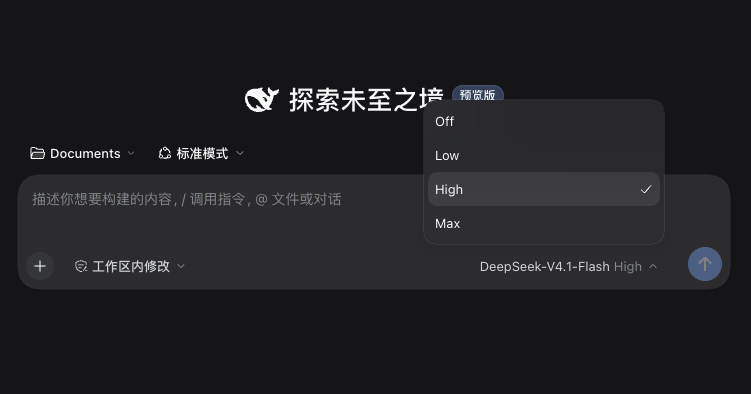 探索未至之境 预览版
Documents 标准模式
Off
Low
High
Max
描述你想要构建的内容, / 调用指令, @ 文件或对话
+ 工作区内修改 DeepSeek-V4.1-Flash High